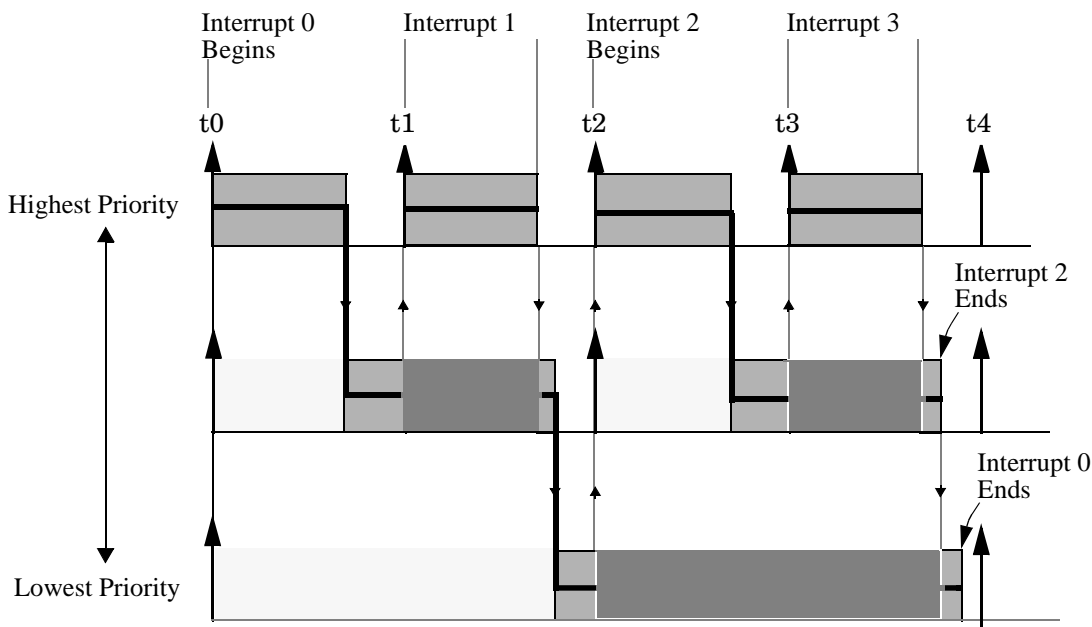 Interrupt 0
Begins
Interrupt 1
Interrupt 2
Begins
Interrupt 3
t0
t1
t2
t3
t4
Highest Priority
Interrupt 2
Ends
Interrupt 0
Ends
Lowest Priority